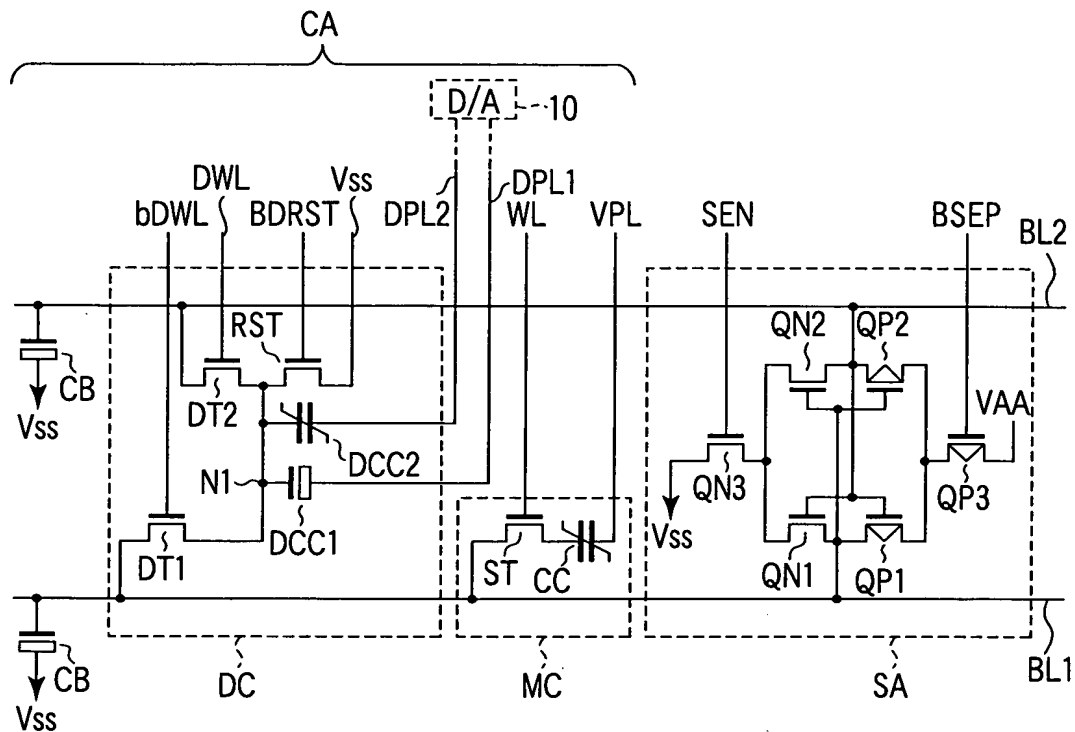 CA
D/A 10
DWL Vss DPL1
bDWL BDRST DPL2 WL VPL SEN BSEP
BL2
RST QN2 QP2
CB DT2 VAA
Vss DCC2
N1 QN3 QP3
DCC1 Vss
DT1 ST CC QN1 QP1
CB DC MC SA BL1
Vss